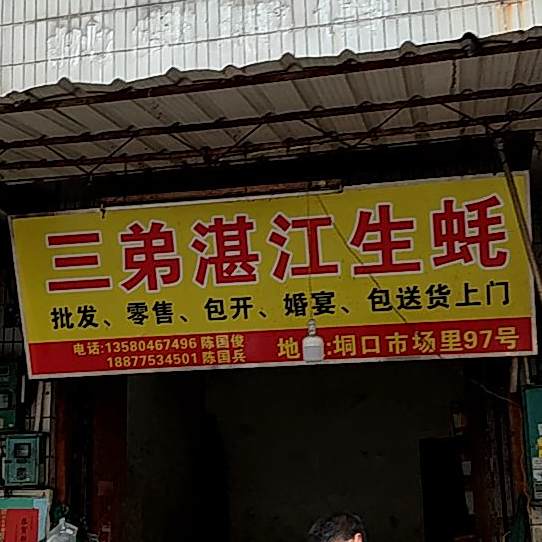 三弟湛江生蚝
批发、零售、包开、婚宴、包送货上门
电话:13580467496 陈国俊
18877534501 陈国兵
地 :垌口市场里97号